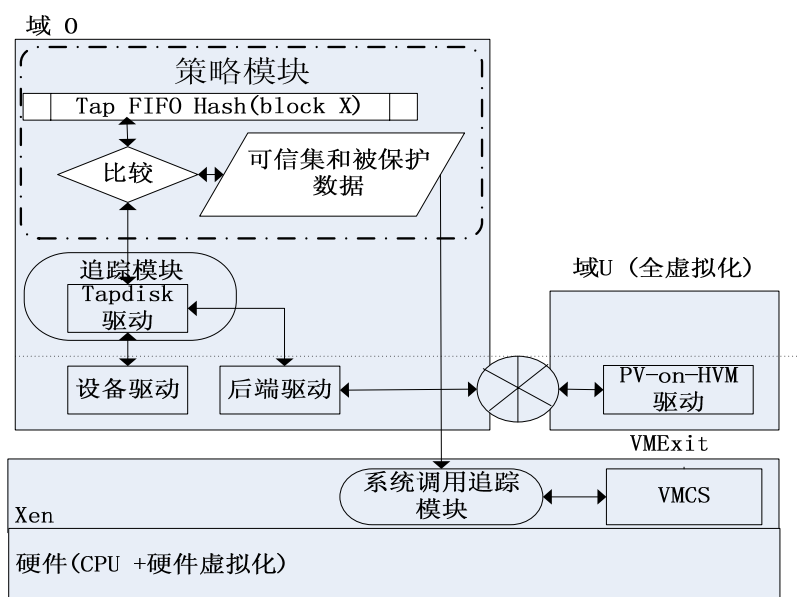 域 O
策略模块
Tap FIFO Hash(block X)
比较
可信集和被保护
数据
追踪模块
Tapdisk
驱动
设备驱动
后端驱动
域U (全虚拟化)
PV-on-HVM
驱动
VMExit
系统调用追踪
模块
VMCS
Xen
硬件(CPU +硬件虚拟化)